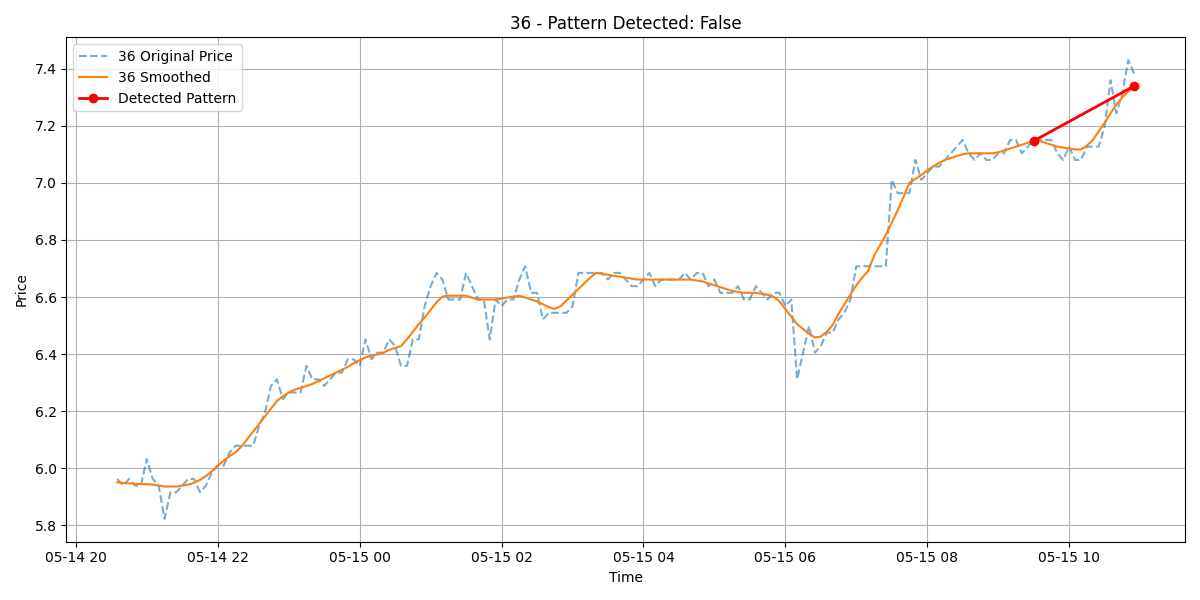 36 - Pattern Detected: False
36 Original Price
36 Smoothed
Detected Pattern
Price
7.4
7.2
7.0
6.8
6.6
6.4
6.2
6.0
5.8
05-14 20 05-14 22 05-15 00 05-15 02 05-15 04 05-15 06 05-15 08 05-15 10
Time